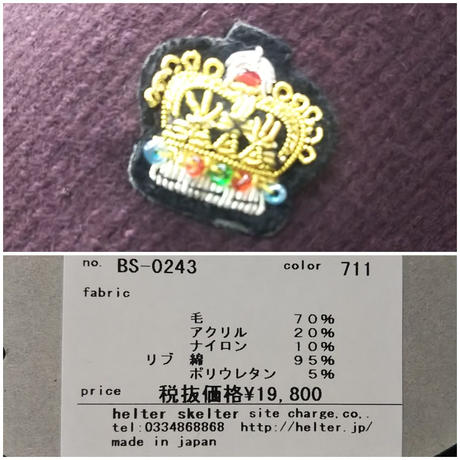 no. BS-0243 color 711
fabric
毛 70%
アクリル 20%
ナイロン 10%
リブ 綿 95%
ポリウレタン 5%
price 税抜価格¥19,800
helter skelter site charge.co,.
tel:0334868868 http://helter.jp/
made in japan